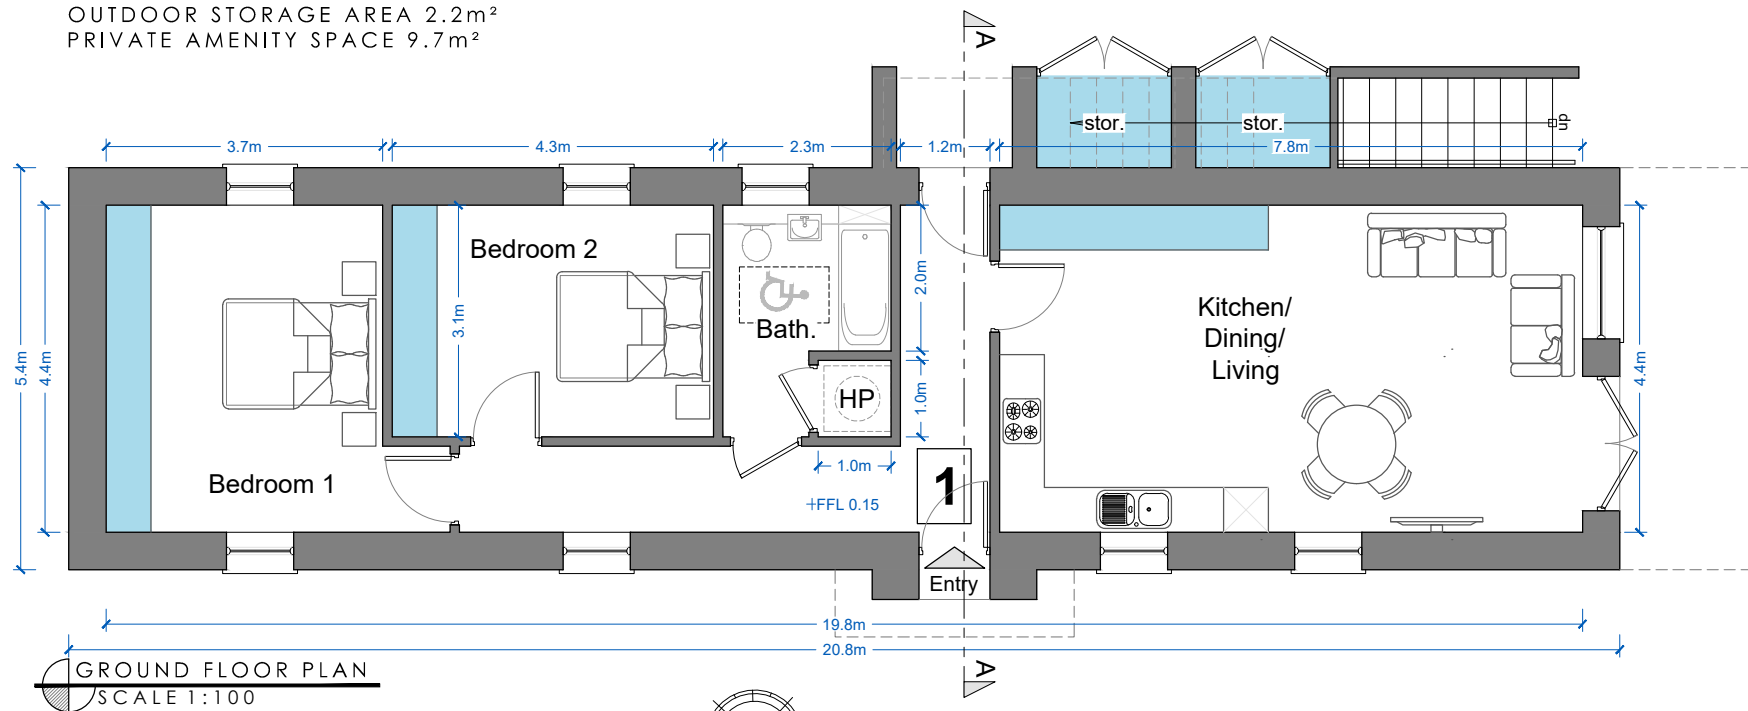 OUTDOOR STORAGE AREA 2.2m²
PRIVATE AMENITY SPACE 9.7m²
A
stor.
stor.
dn
3.7m
4.3m
2.3m
1.2m
7.8m
Bedroom 2
Bath.
HP
Kitchen/
Dining/
Living
5.4m
4.4m
3.1m
2.0m
1.0m
4.4m
Bedroom 1
1.0m
1
+FFL 0.15
Entry
19.8m
20.8m
A
GROUND FLOOR PLAN
SCALE 1:100